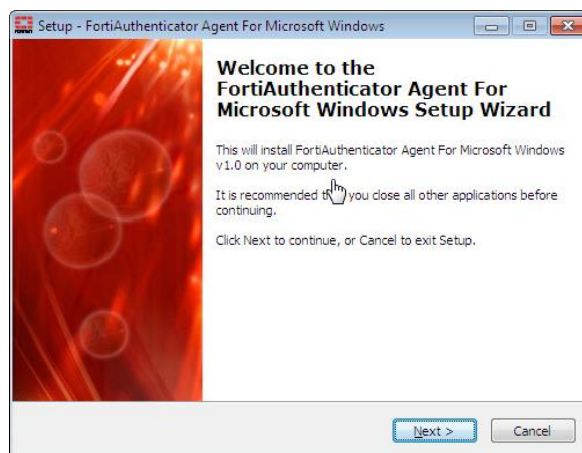 Setup - FortiAuthenticator Agent For Microsoft Windows
Welcome to the
FortiAuthenticator Agent For
Microsoft Windows Setup Wizard
This will install FortiAuthenticator Agent For Microsoft Windows
v1.0 on your computer.
It is recommended you close all other applications before
continuing.
Click Next to continue, or Cancel to exit Setup.
Next >
Cancel